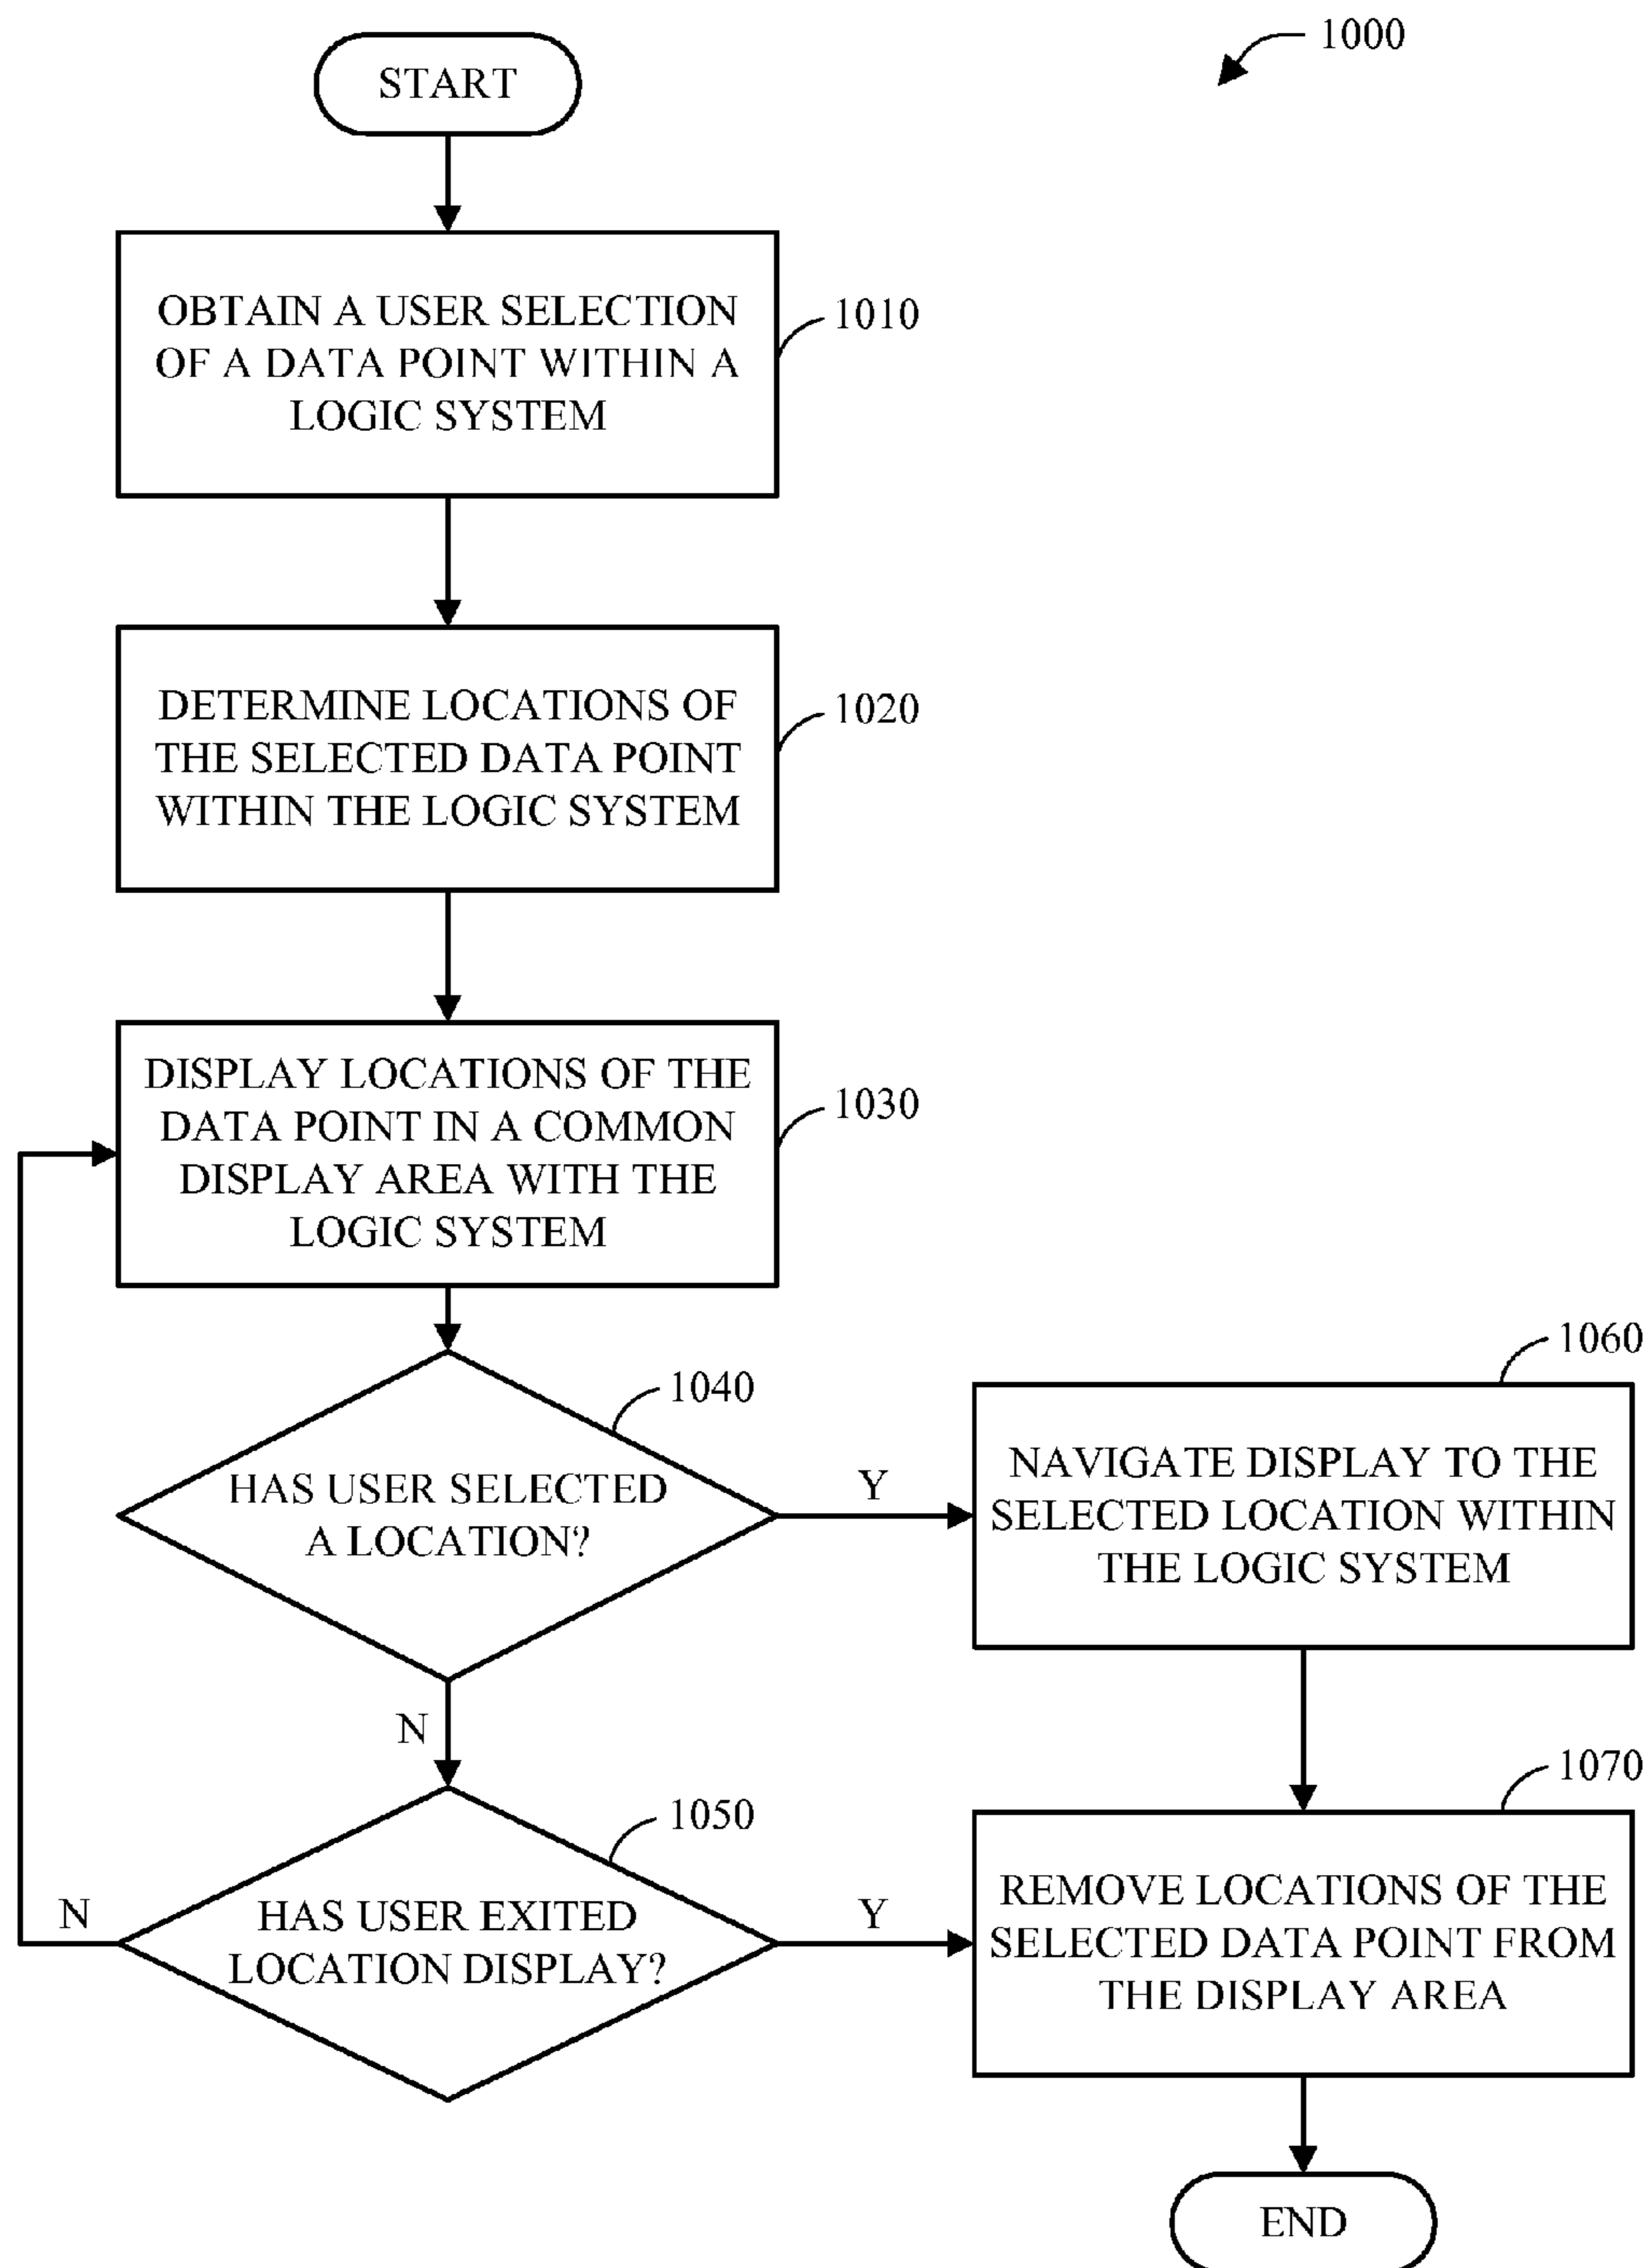 1000
START
OBTAIN A USER SELECTION
OF A DATA POINT WITHIN A
LOGIC SYSTEM
1010
DETERMINE LOCATIONS OF
THE SELECTED DATA POINT
WITHIN THE LOGIC SYSTEM
1020
DISPLAY LOCATIONS OF THE
DATA POINT IN A COMMON
DISPLAY AREA WITH THE
LOGIC SYSTEM
1030
HAS USER SELECTED
A LOCATION?
1040
Y
N
1060
NAVIGATE DISPLAY TO THE
SELECTED LOCATION WITHIN
THE LOGIC SYSTEM
HAS USER EXITED
LOCATION DISPLAY?
1050
N
Y
1070
REMOVE LOCATIONS OF THE
SELECTED DATA POINT FROM
THE DISPLAY AREA
END